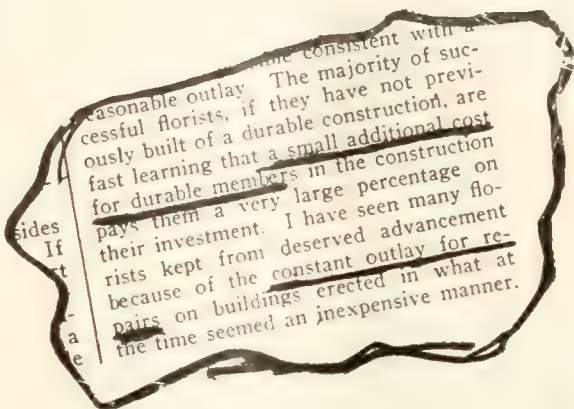 consistent with a
easonable outlay The majority of suc-
cessful florists, if they have not previ-
ously built of a durable construction, are
fast learning that a small additional cost
for durable members in the construction
pays them a very large percentage on
their investment. I have seen many flo-
rists kept from deserved advancement
because of the constant outlay for re-
pairs on buildings erected in what at
the time seemed an inexpensive manner.
sides
If
a
e